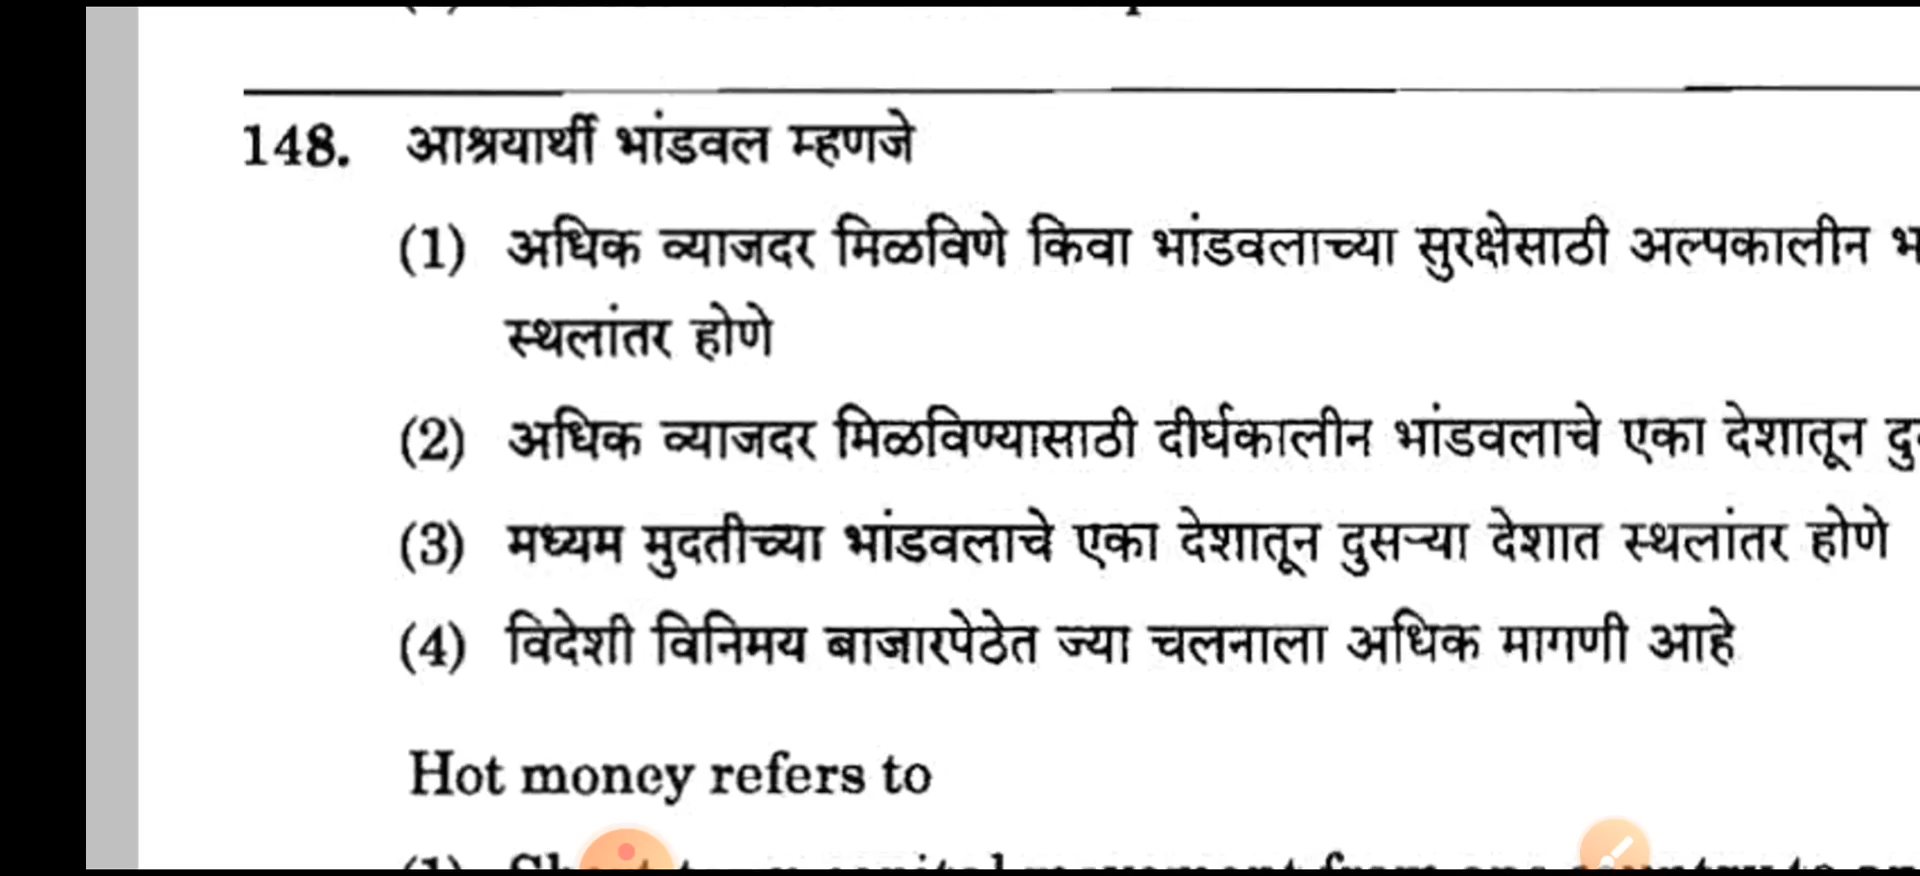 148. आश्रयार्थी भांडवल म्हणजे
(1) अधिक व्याजदर मिळविणे किवा भांडवलाच्या सुरक्षेसाठी अल्पकालीन
स्थलांतर होणे
(2) अधिक व्याजदर मिळविण्यासाठी दीर्घकालीन भांडवलाचे एका देशातून
(3) मध्यम मुदतीच्या भांडवलाचे एका देशातून दुसऱ्या देशात स्थलांतर होणे
(4) विदेशी विनिमय बाजारपेठेत ज्या चलनाला अधिक मागणी आहे
Hot money refers to